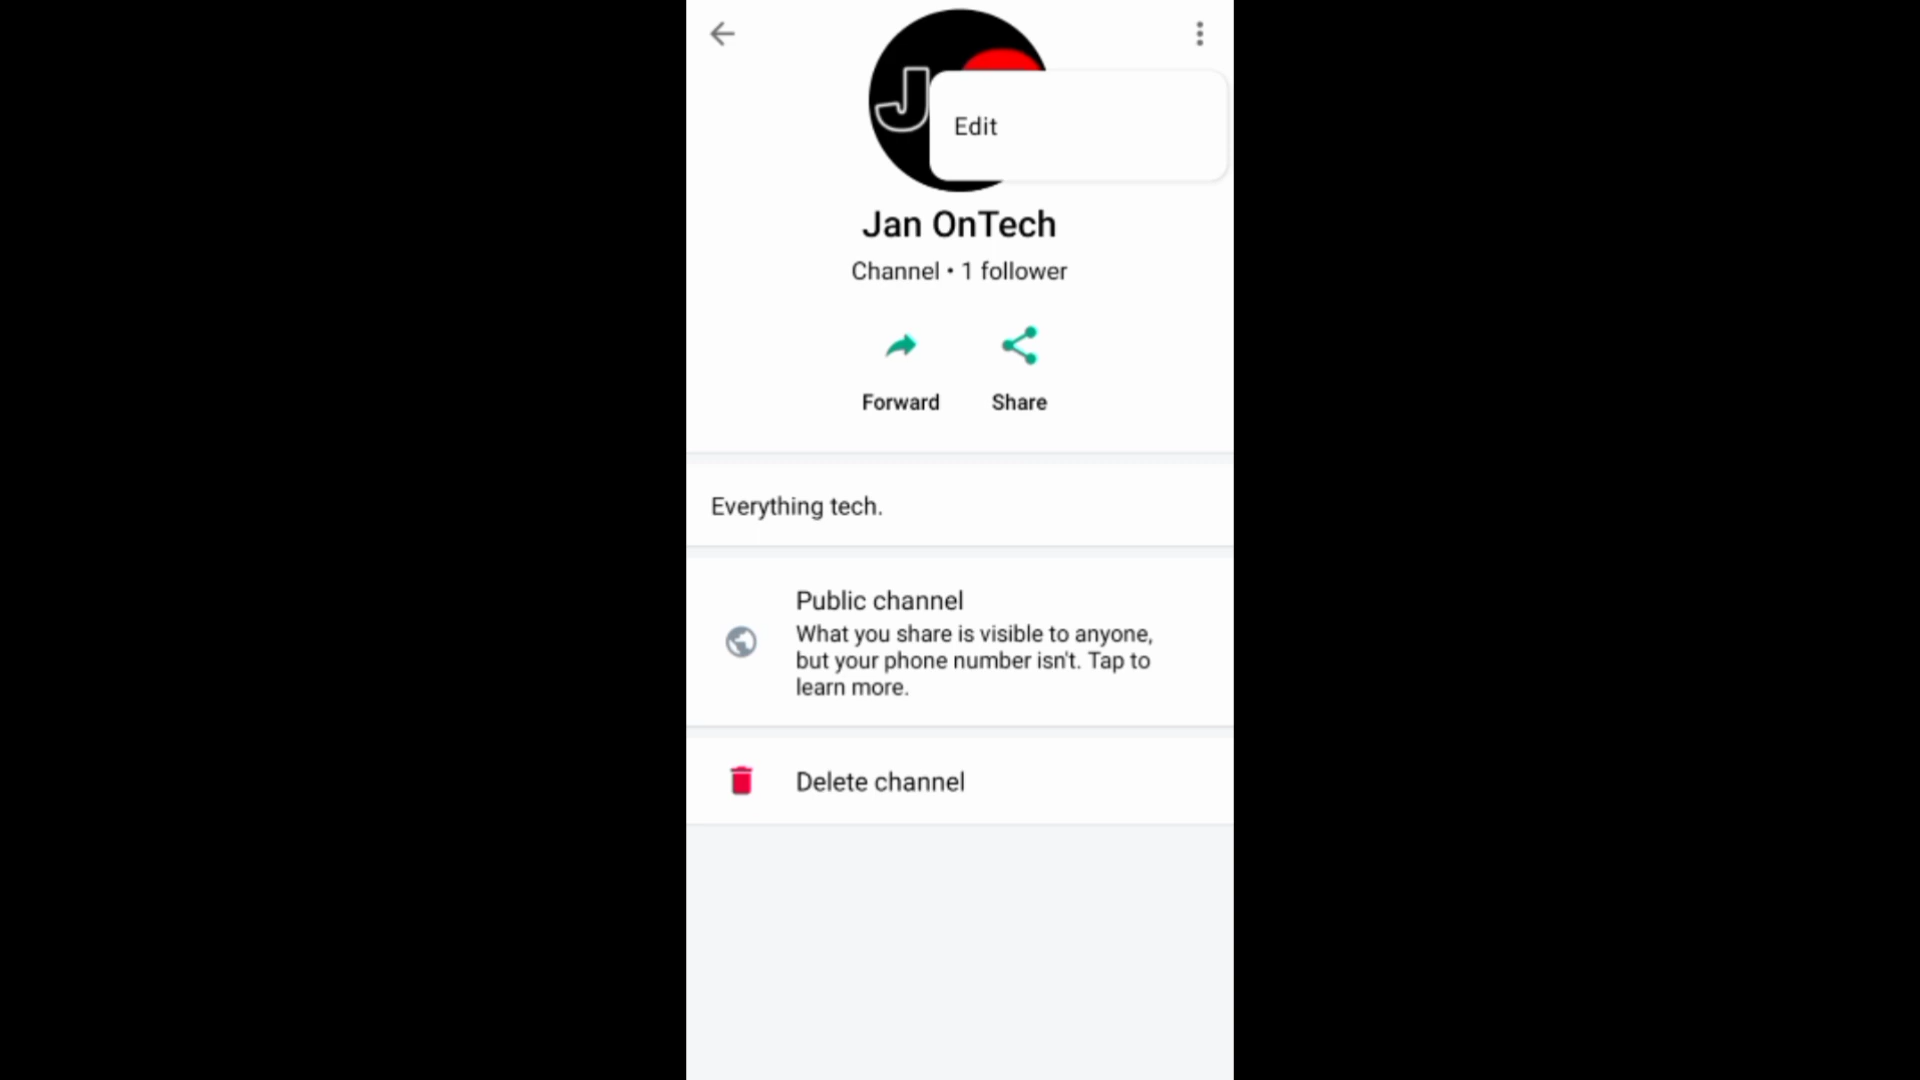 J
Edit
Jan OnTech
Channel • 1 follower
Forward
Share
Everything tech.
Public channel
What you share is visible to anyone,
but your phone number isn't. Tap to
learn more.
Delete channel